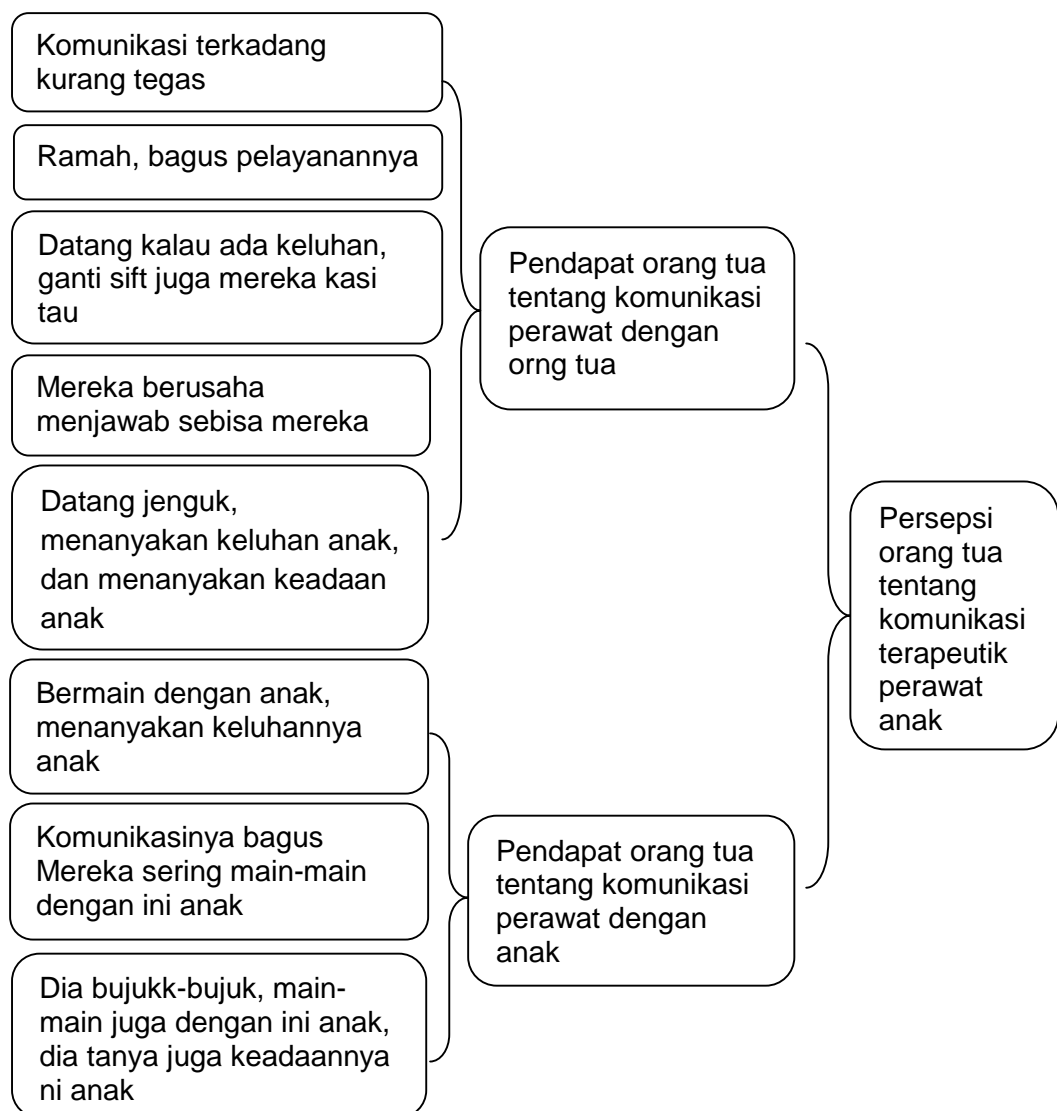 Komunikasi terkadang
kurang tegas
Ramah, bagus pelayanannya
Datang kalau ada keluhan,
ganti sift juga mereka kasi
tau
Mereka berusaha
menjawab sebisa mereka
Datang jenguk,
menanyakan keluhan anak,
dan menanyakan keadaan
anak
Bermain dengan anak,
menanyakan keluhannya
anak
Komunikasinya bagus
Mereka sering main-main
dengan ini anak
Dia bujukk-bujuk, main-
main juga dengan ini anak,
dia tanya juga keadaannya
ni anak
Pendapat orang tua
tentang komunikasi
perawat dengan
orng tua
Pendapat orang tua
tentang komunikasi
perawat dengan
anak
Persepsi
orang tua
tentang
komunikasi
terapeutik
perawat
anak